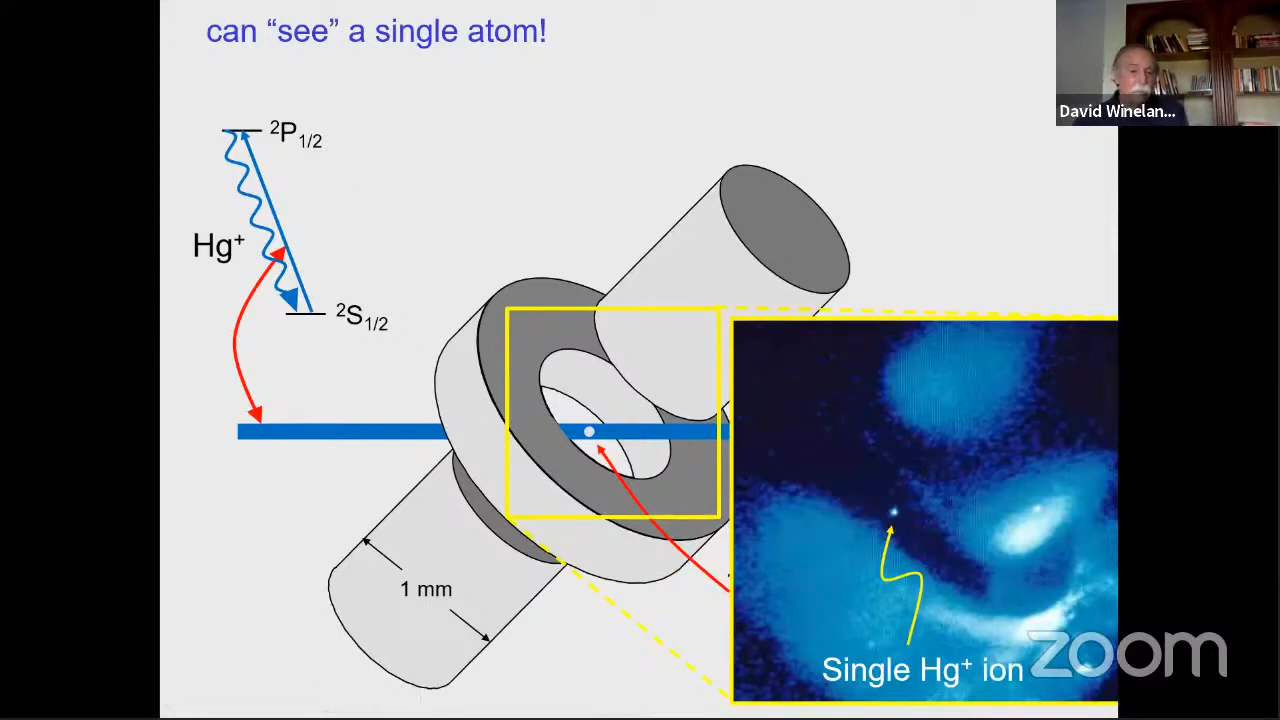 can “see” a single atom!
David Winelan...
²P₁/₂
Hg⁺
²S₁/₂
1 mm
Single Hg⁺ ion
zoom